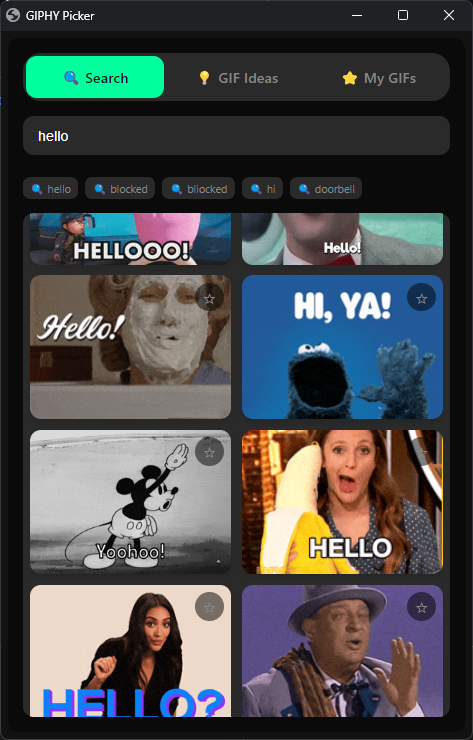 GIPHY Picker
Search
GIF Ideas
My GIFs
hello
hello
blocked
bliocked
hi
doorbell
HELLOOO!
Hello!
Hello!
HI, YA!
Yoohoo!
HELLO
HELLO?